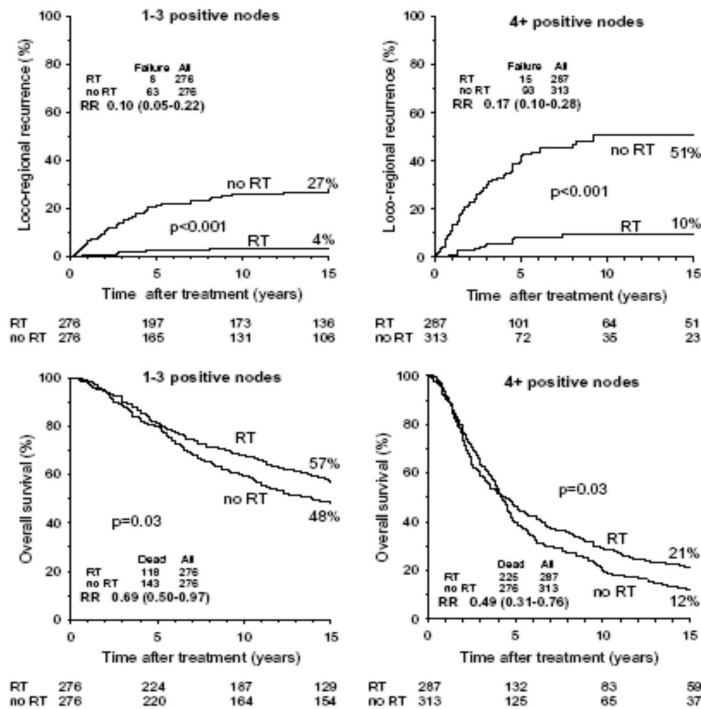 1-3 positive nodes
Loco-regional recurrence (%)
100
80
60
40
20
0
Failure All
RT 8 276
no RT 63 276
RR 0.10 (0.05-0.22)
no RT 27%
p<0.001
RT 4%
0 5 10 15
Time after treatment (years)
RT 276 197 173 136
no RT 276 165 131 106
4+ positive nodes
Loco-regional recurrence (%)
100
80
60
40
20
0
Failure All
RT 15 287
no RT 93 313
RR 0.17 (0.10-0.28)
no RT 51%
p<0.001
RT 10%
0 5 10 15
Time after treatment (years)
RT 287 101 64 51
no RT 313 72 35 23
1-3 positive nodes
Overall survival (%)
100
80
60
40
20
0
RT
57%
no RT
48%
p=0.03
Dead All
RT 118 276
no RT 143 276
RR 0.69 (0.50-0.97)
0 5 10 15
Time after treatment (years)
RT 276 224 187 129
no RT 276 220 164 154
4+ positive nodes
Overall survival (%)
100
80
60
40
20
0
p=0.03
RT
21%
Dead All
RT 225 287
no RT 276 313
RR 0.49 (0.31-0.76)
no RT
12%
0 5 10 15
Time after treatment (years)
RT 287 132 83 59
no RT 313 125 65 37